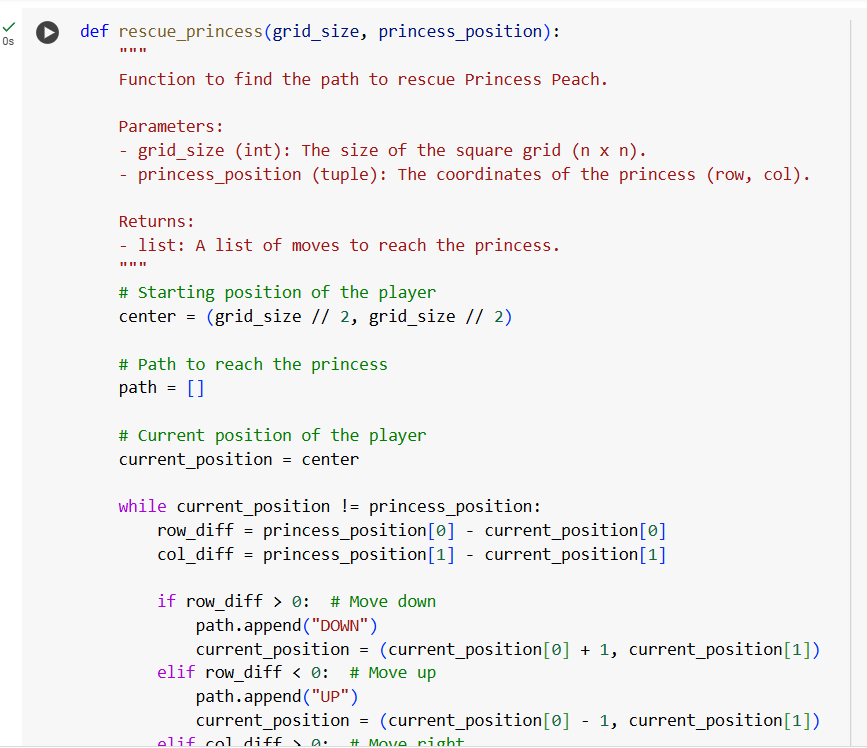 0s
def rescue_princess(grid_size, princess_position):
    """
    Function to find the path to rescue Princess Peach.

    Parameters:
    - grid_size (int): The size of the square grid (n x n).
    - princess_position (tuple): The coordinates of the princess (row, col).

    Returns:
    - list: A list of moves to reach the princess.
    """
    # Starting position of the player
    center = (grid_size // 2, grid_size // 2)

    # Path to reach the princess
    path = []

    # Current position of the player
    current_position = center

    while current_position != princess_position:
        row_diff = princess_position[0] - current_position[0]
        col_diff = princess_position[1] - current_position[1]

        if row_diff > 0:  # Move down
            path.append("DOWN")
            current_position = (current_position[0] + 1, current_position[1])
        elif row_diff < 0:  # Move up
            path.append("UP")
            current_position = (current_position[0] - 1, current_position[1])
        elif col_diff > 0:  # Move right